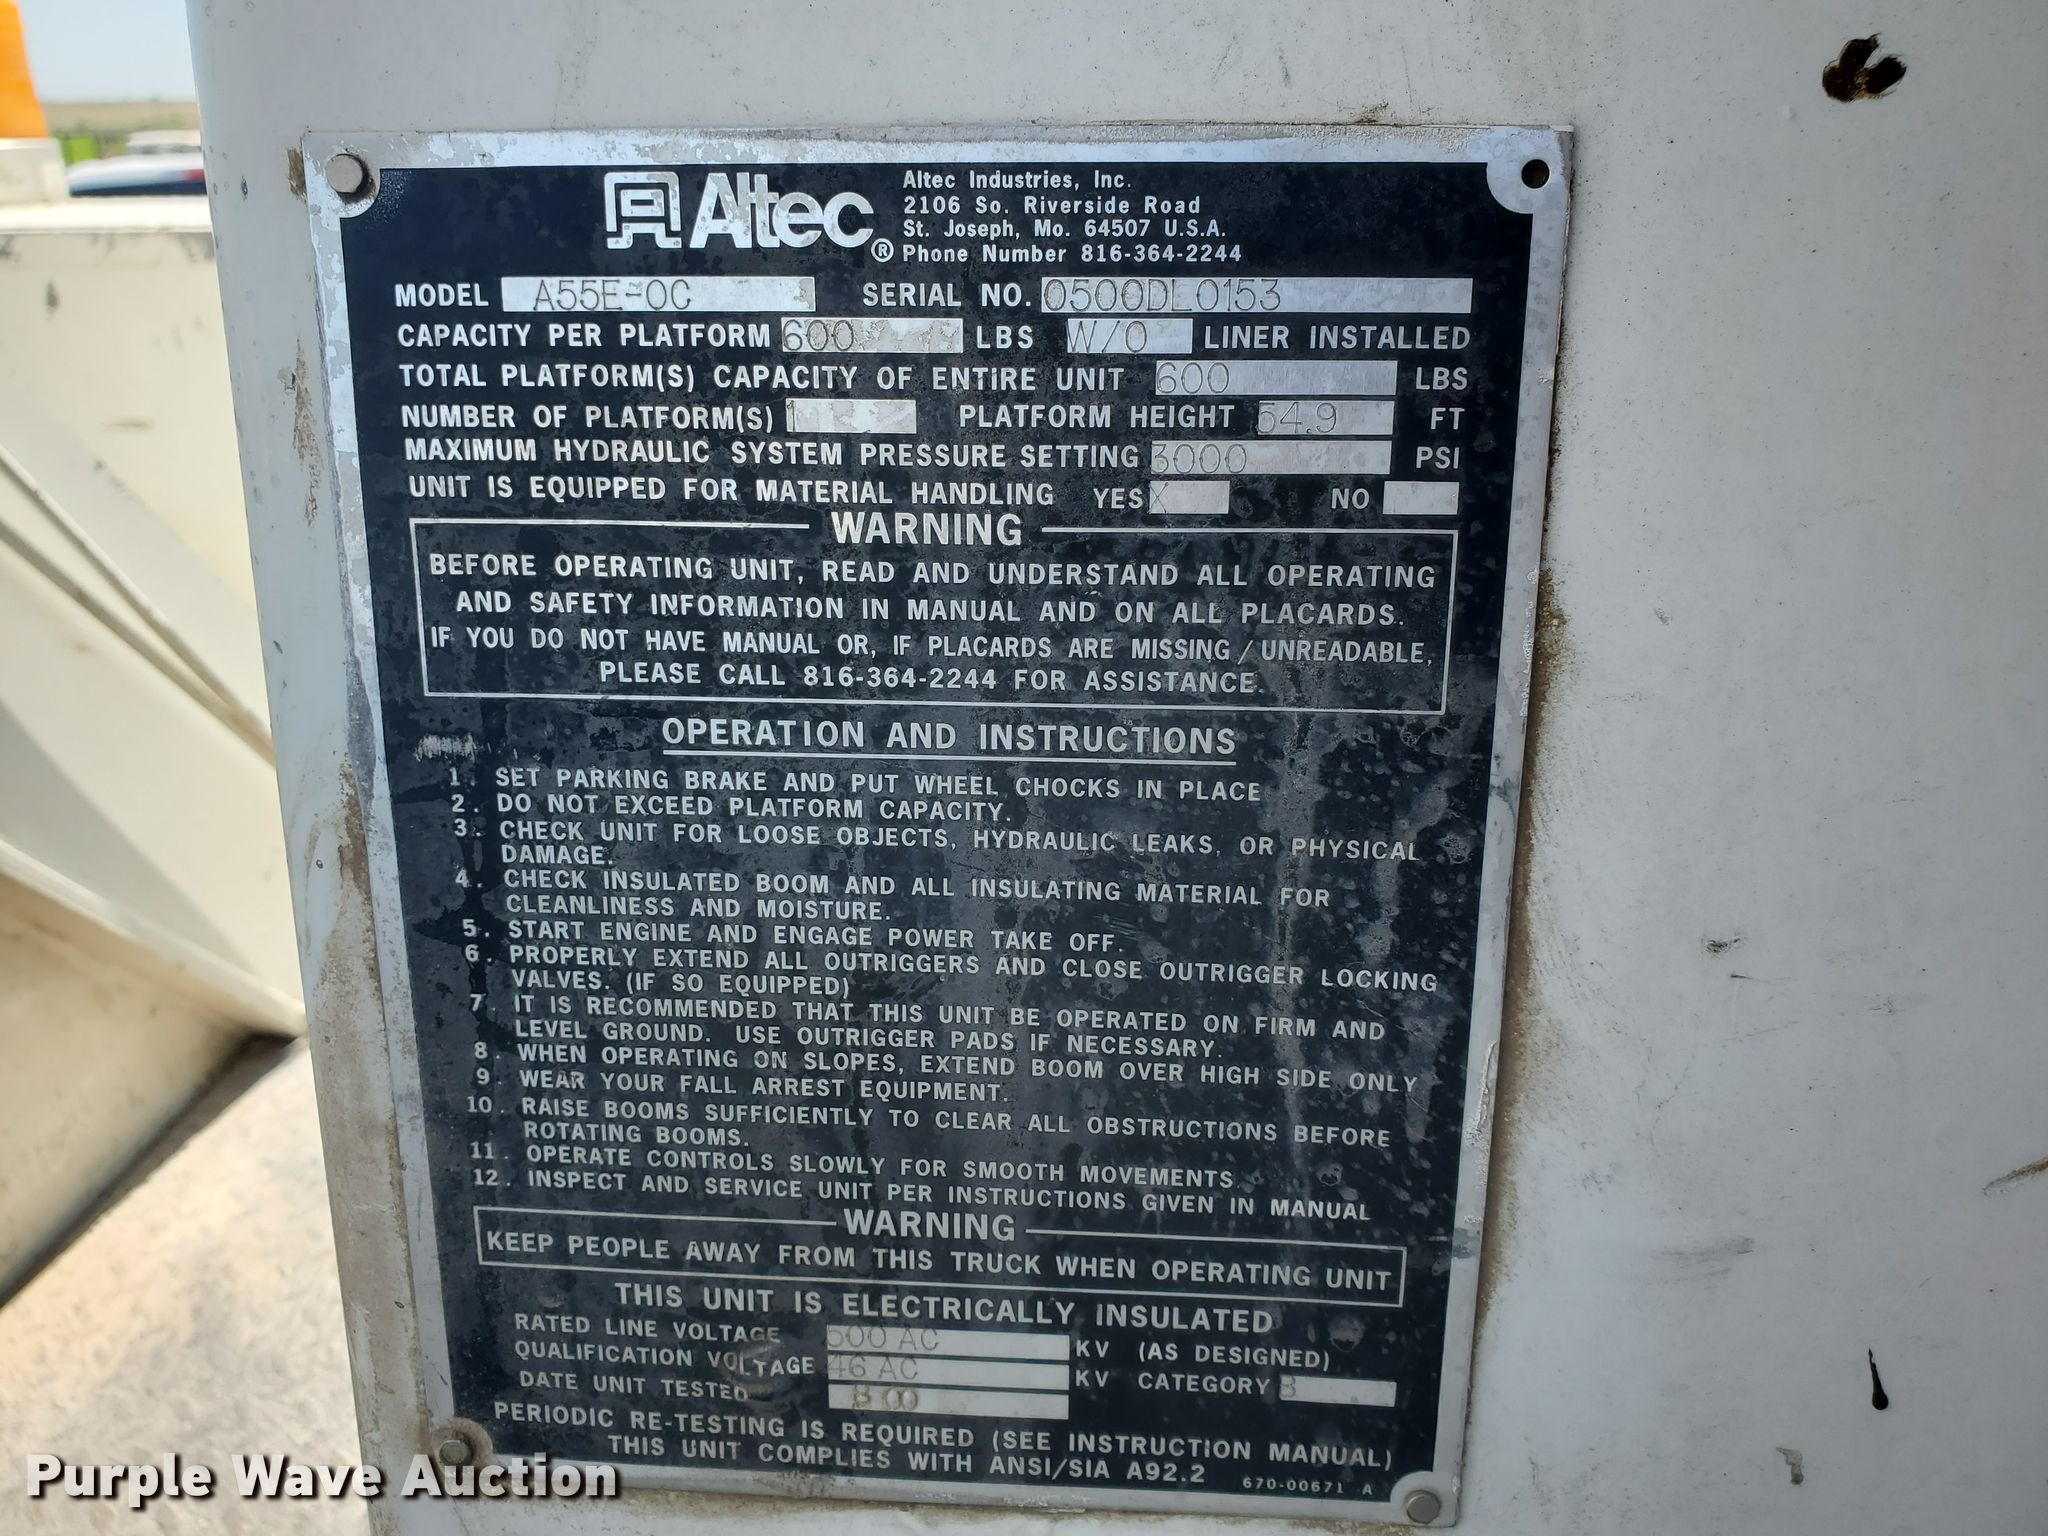 Altec ®
Altec Industries, Inc.
2106 So. Riverside Road
St. Joseph, Mo. 64507 U.S.A.
Phone Number 816-364-2244
MODEL A55E-OC SERIAL NO. 0500DL0153
CAPACITY PER PLATFORM 600 LBS W/O LINER INSTALLED
TOTAL PLATFORM(S) CAPACITY OF ENTIRE UNIT 600 LBS
NUMBER OF PLATFORM(S) 1 PLATFORM HEIGHT 54.9 FT
MAXIMUM HYDRAULIC SYSTEM PRESSURE SETTING 3000 PSI
UNIT IS EQUIPPED FOR MATERIAL HANDLING YES X NO
WARNING
BEFORE OPERATING UNIT, READ AND UNDERSTAND ALL OPERATING
AND SAFETY INFORMATION IN MANUAL AND ON ALL PLACARDS.
IF YOU DO NOT HAVE MANUAL OR, IF PLACARDS ARE MISSING/UNREADABLE,
PLEASE CALL 816-364-2244 FOR ASSISTANCE.
OPERATION AND INSTRUCTIONS
1. SET PARKING BRAKE AND PUT WHEEL CHOCKS IN PLACE
2. DO NOT EXCEED PLATFORM CAPACITY.
3. CHECK UNIT FOR LOOSE OBJECTS, HYDRAULIC LEAKS, OR PHYSICAL
DAMAGE.
4. CHECK INSULATED BOOM AND ALL INSULATING MATERIAL FOR
CLEANLINESS AND MOISTURE.
5. START ENGINE AND ENGAGE POWER TAKE OFF.
6. PROPERLY EXTEND ALL OUTRIGGERS AND CLOSE OUTRIGGER LOCKING
VALVES. (IF SO EQUIPPED)
7. IT IS RECOMMENDED THAT THIS UNIT BE OPERATED ON FIRM AND
LEVEL GROUND. USE OUTRIGGER PADS IF NECESSARY.
8. WHEN OPERATING ON SLOPES, EXTEND BOOM OVER HIGH SIDE ONLY
9. WEAR YOUR FALL ARREST EQUIPMENT.
10. RAISE BOOMS SUFFICIENTLY TO CLEAR ALL OBSTRUCTIONS BEFORE
ROTATING BOOMS.
11. OPERATE CONTROLS SLOWLY FOR SMOOTH MOVEMENTS.
12. INSPECT AND SERVICE UNIT PER INSTRUCTIONS GIVEN IN MANUAL
WARNING
KEEP PEOPLE AWAY FROM THIS TRUCK WHEN OPERATING UNIT
THIS UNIT IS ELECTRICALLY INSULATED
RATED LINE VOLTAGE 500 AC KV (AS DESIGNED)
QUALIFICATION VOLTAGE 46 AC KV CATEGORY B
DATE UNIT TESTED
PERIODIC RE-TESTING IS REQUIRED (SEE INSTRUCTION MANUAL)
THIS UNIT COMPLIES WITH ANSI/SIA A92.2
670-00671 A
Purple Wave Auction